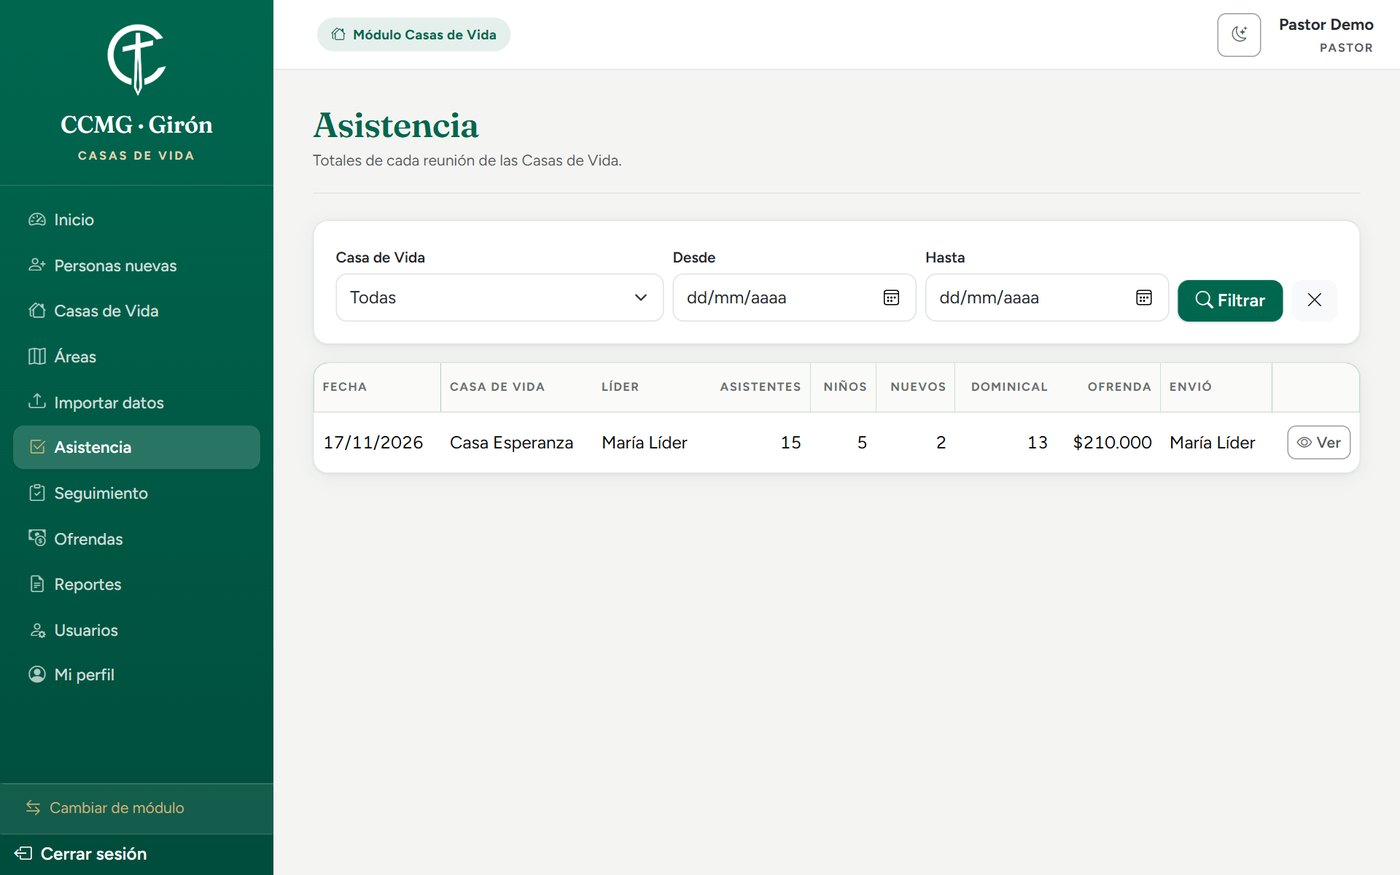 CCMG · Girón
CASAS DE VIDA
Inicio
Personas nuevas
Casas de Vida
Áreas
Importar datos
Asistencia
Seguimiento
Ofrendas
Reportes
Usuarios
Mi perfil
Cambiar de módulo
Cerrar sesión
Módulo Casas de Vida
Pastor Demo
PASTOR
Asistencia
Totales de cada reunión de las Casas de Vida.
Casa de Vida Desde Hasta
Todas dd/mm/aaaa dd/mm/aaaa Filtrar
FECHA CASA DE VIDA LÍDER ASISTENTES NIÑOS NUEVOS DOMINICAL OFRENDA ENVIÓ
17/11/2026 Casa Esperanza María Líder 15 5 2 13 $210.000 María Líder Ver